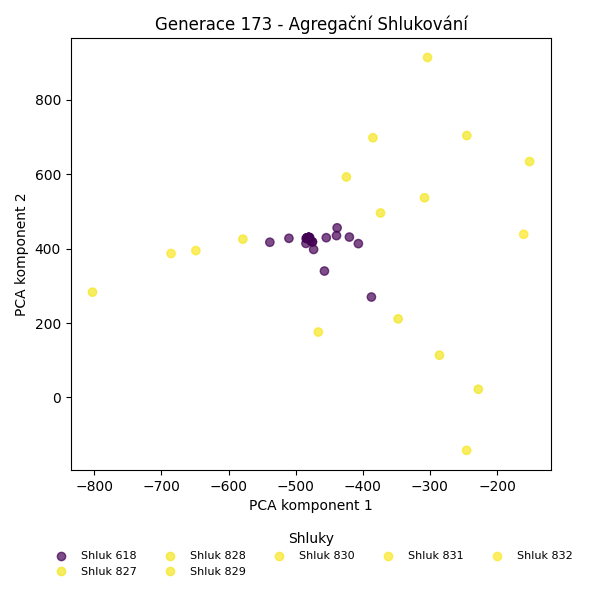 Generace 173 - Agregační Shlukování
PCA komponent 2
800
600
400
200
0
−800 −700 −600 −500 −400 −300 −200
PCA komponent 1
Shluky
Shluk 618 Shluk 828 Shluk 830 Shluk 831 Shluk 832
Shluk 827 Shluk 829